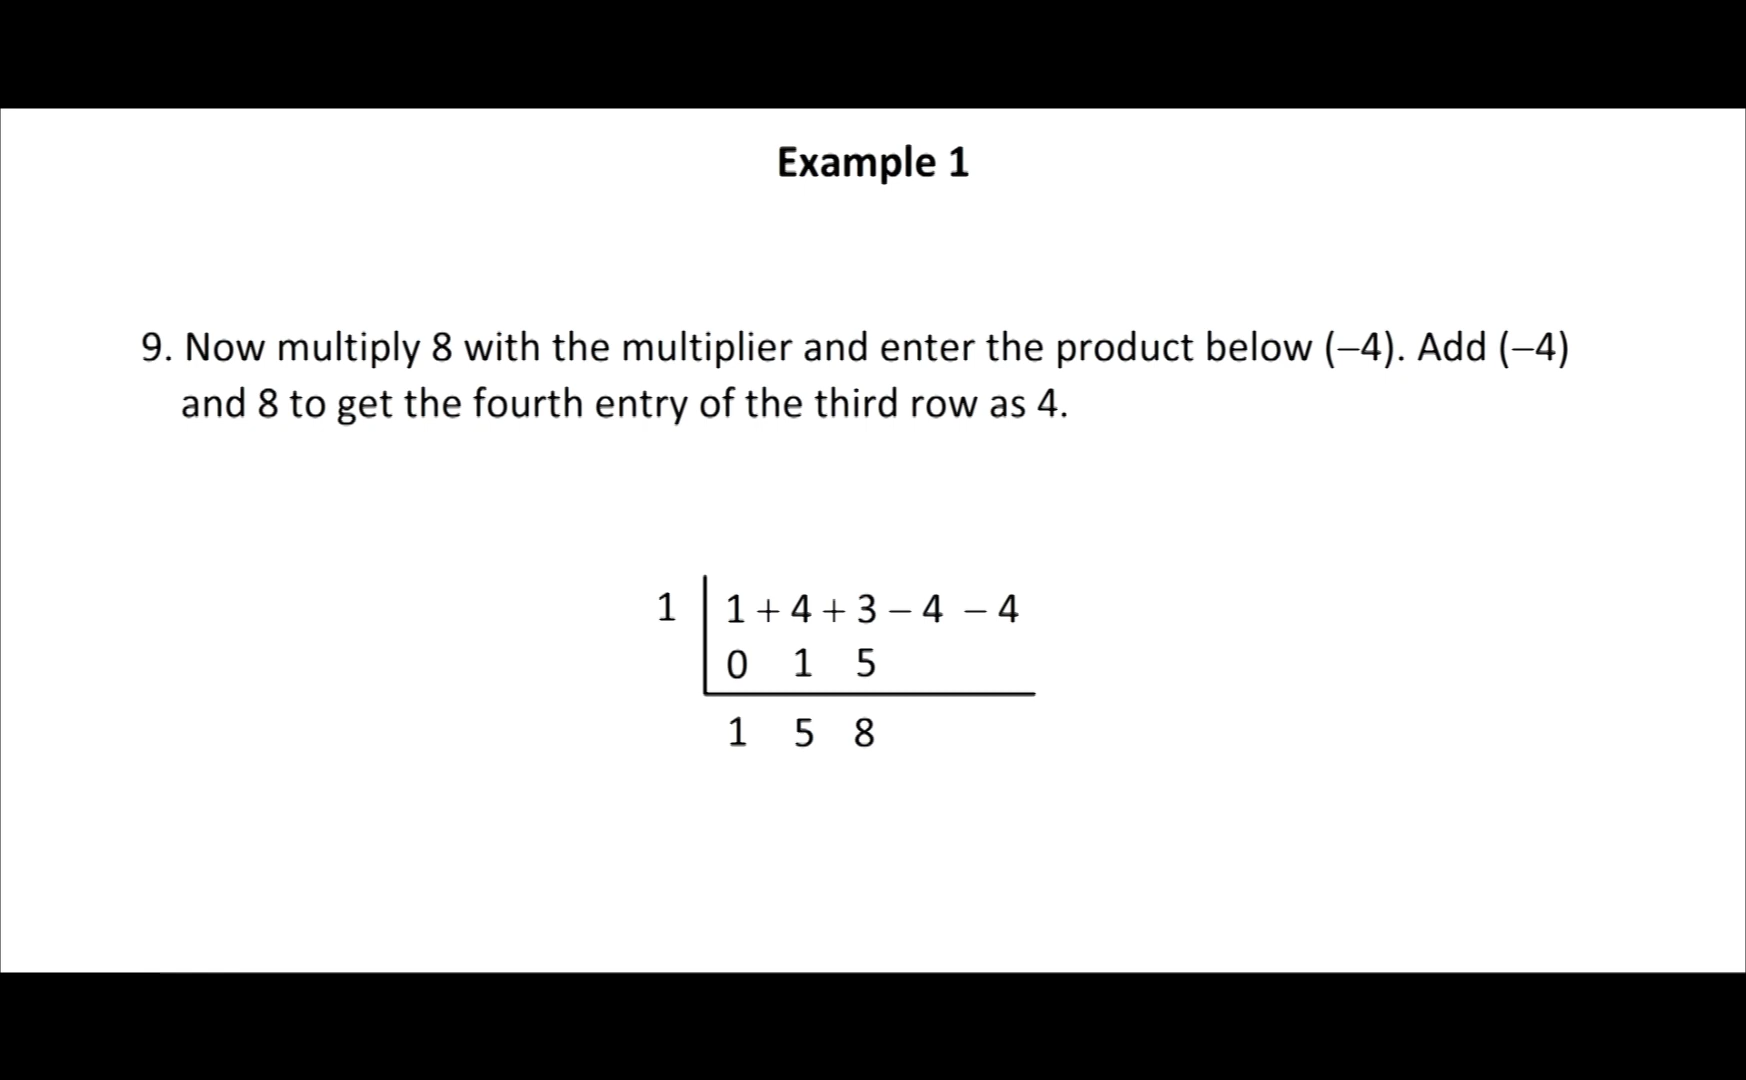 Example 1
9. Now multiply 8 with the multiplier and enter the product below (–4). Add (–4)
and 8 to get the fourth entry of the third row as 4.
1 | 1 + 4 + 3 – 4 – 4
0 1 5
1 5 8